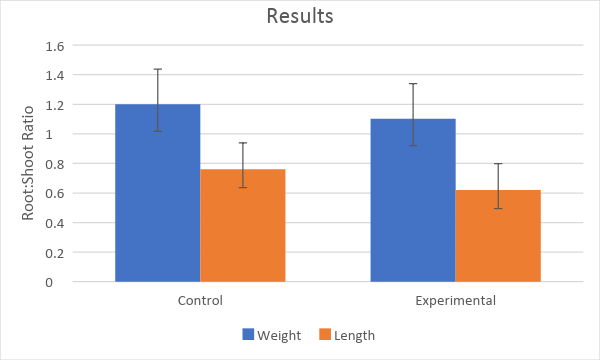 Results
Root:Shoot Ratio
1.6
1.4
1.2
1
0.8
0.6
0.4
0.2
0
Control Experimental
Weight Length